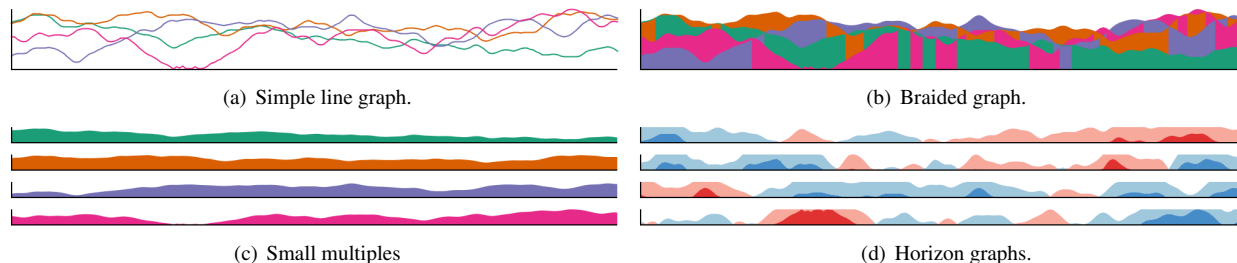 (a) Simple line graph.
(b) Braided graph.
(c) Small multiples
(d) Horizon graphs.